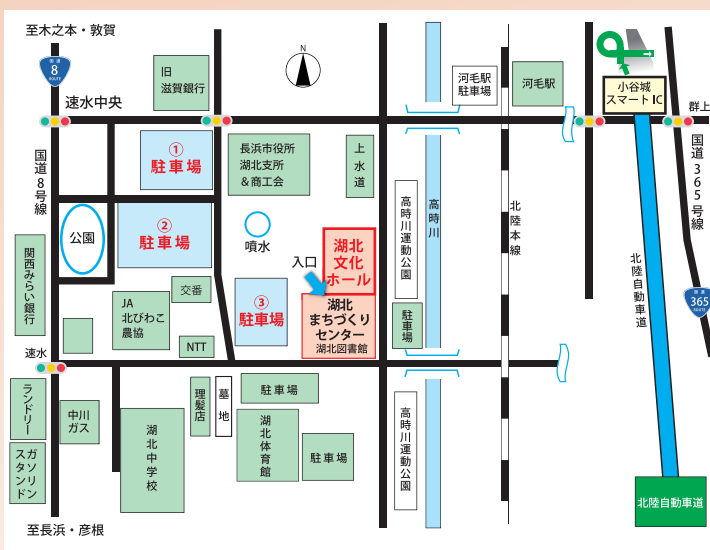 至木之本・敦賀
国道
8
ROUTE
旧
滋賀銀行
N
速水中央
河毛駅
駐車場
河毛駅
小谷城
スマートIC
群上
①
駐車場
長浜市役所
湖北支所
&商工会
上水道
国道8号線
国道365号線
高時川運動公園
高時川
北陸本線
公園
②
駐車場
噴水
湖北
文化
ホール
入口
関西みらい銀行
交番
③
駐車場
湖北
まちづくり
センター
湖北図書館
JA
北びわこ
農協
NTT
駐車場
北陸自動車道
国道
365
ROUTE
速水
ランドリー
中川
ガス
理髪店
墓地
駐車場
湖北中学校
湖北体育館
駐車場
高時川運動公園
ガソリン
スタンド
北陸自動車道
至長浜・彦根